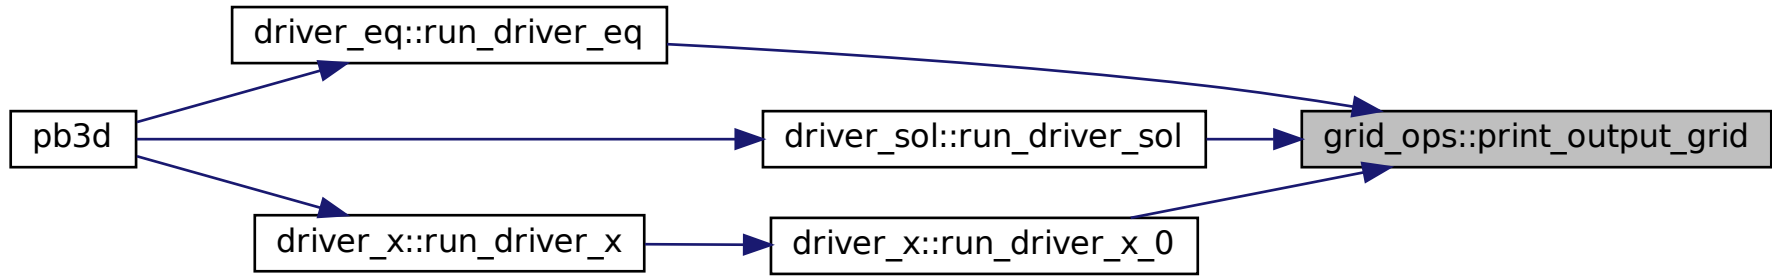 driver_eq::run_driver_eq
pb3d
driver_sol::run_driver_sol
grid_ops::print_output_grid
driver_x::run_driver_x
driver_x::run_driver_x_0